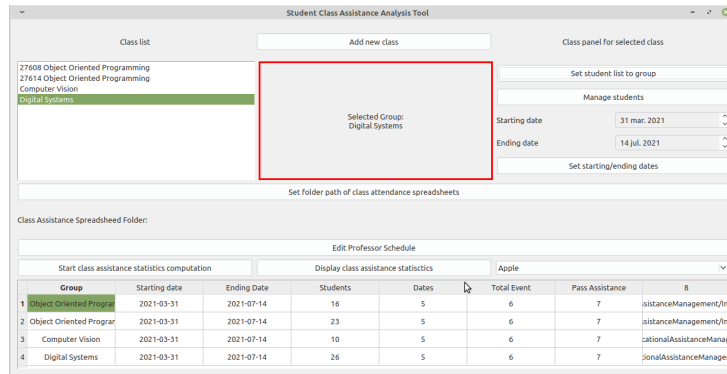 Student Class Assistance Analysis Tool
Class list
Add new class
Class panel for selected class
27608 Object Oriented Programming
27614 Object Oriented Programming
Computer Vision
Digital Systems
Selected Group:
Digital Systems
Set student list to group
Manage students
Starting date 31 mar. 2021
Ending date 14 jul. 2021
Set starting/ending dates
Set folder path of class attendance spreadsheets
Class Assistance Spreadsheed Folder:
Edit Professor Schedule
Start class assistance statistics computation
Display class assistance statisctics
Apple
Group Starting date Ending Date Students Dates Total Event Pass Assistance 8
1 Object Oriented Prograr 2021-03-31 2021-07-14 16 5 6 7 ssistanceManagement/In
2 Object Oriented Prograr 2021-03-31 2021-07-14 23 5 6 7 ssistanceManagement/In
3 Computer Vision 2021-03-31 2021-07-14 10 5 6 7 cationalAssistanceManag
4 Digital Systems 2021-03-31 2021-07-14 26 5 6 7 ionalAssistanceManage